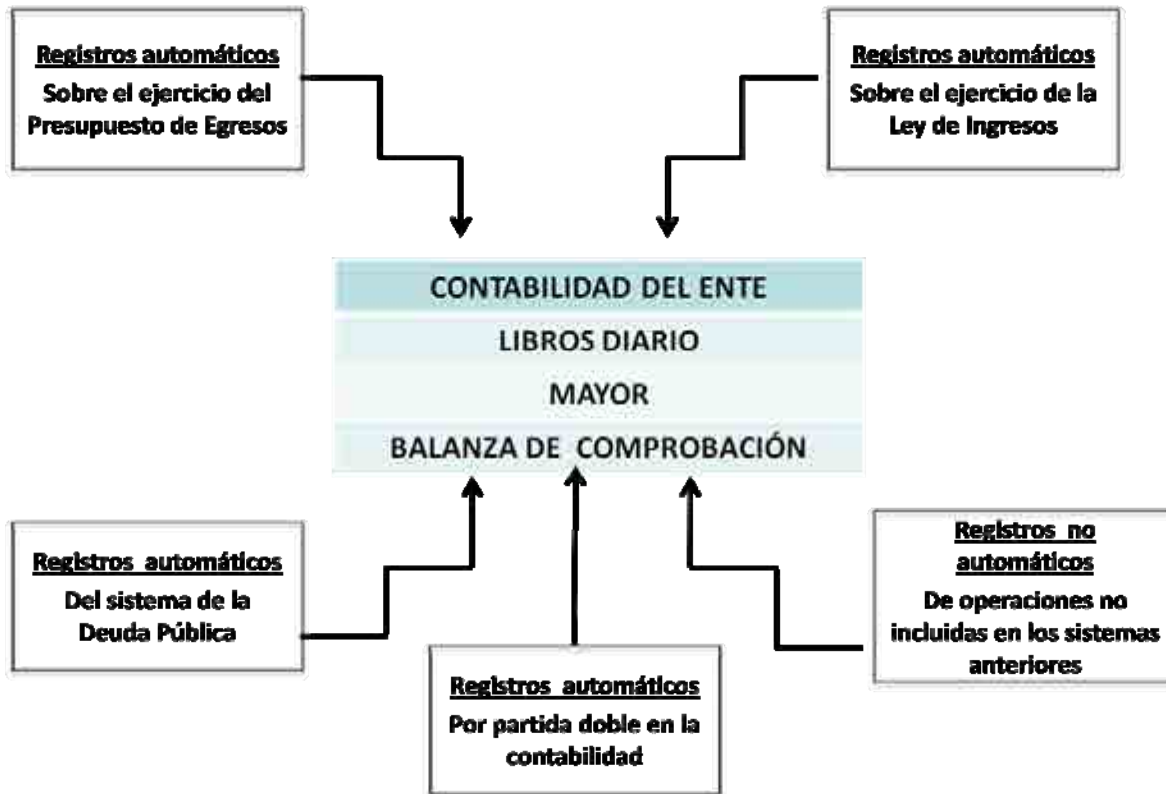 Registros automáticos
Sobre el ejercicio del
Presupuesto de Egresos
Registros automáticos
Sobre el ejercicio de la
Ley de Ingresos
CONTABILIDAD DEL ENTE
LIBROS DIARIO
MAYOR
BALANZA DE COMPROBACIÓN
Registros automáticos
Del sistema de la
Deuda Pública
Registros automáticos
Por partida doble en la
contabilidad
Registros no
automáticos
De operaciones no
incluidas en los sistemas
anteriores